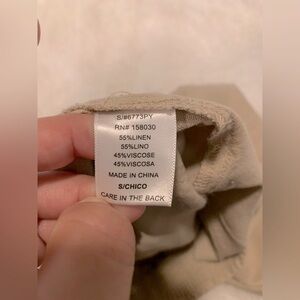 S/#6773PY
RN# 158030
55%LINEN
55%LINO
45%VISCOSE
45%VISCOSA
MADE IN CHINA
S/CHICO
CARE IN THE BACK